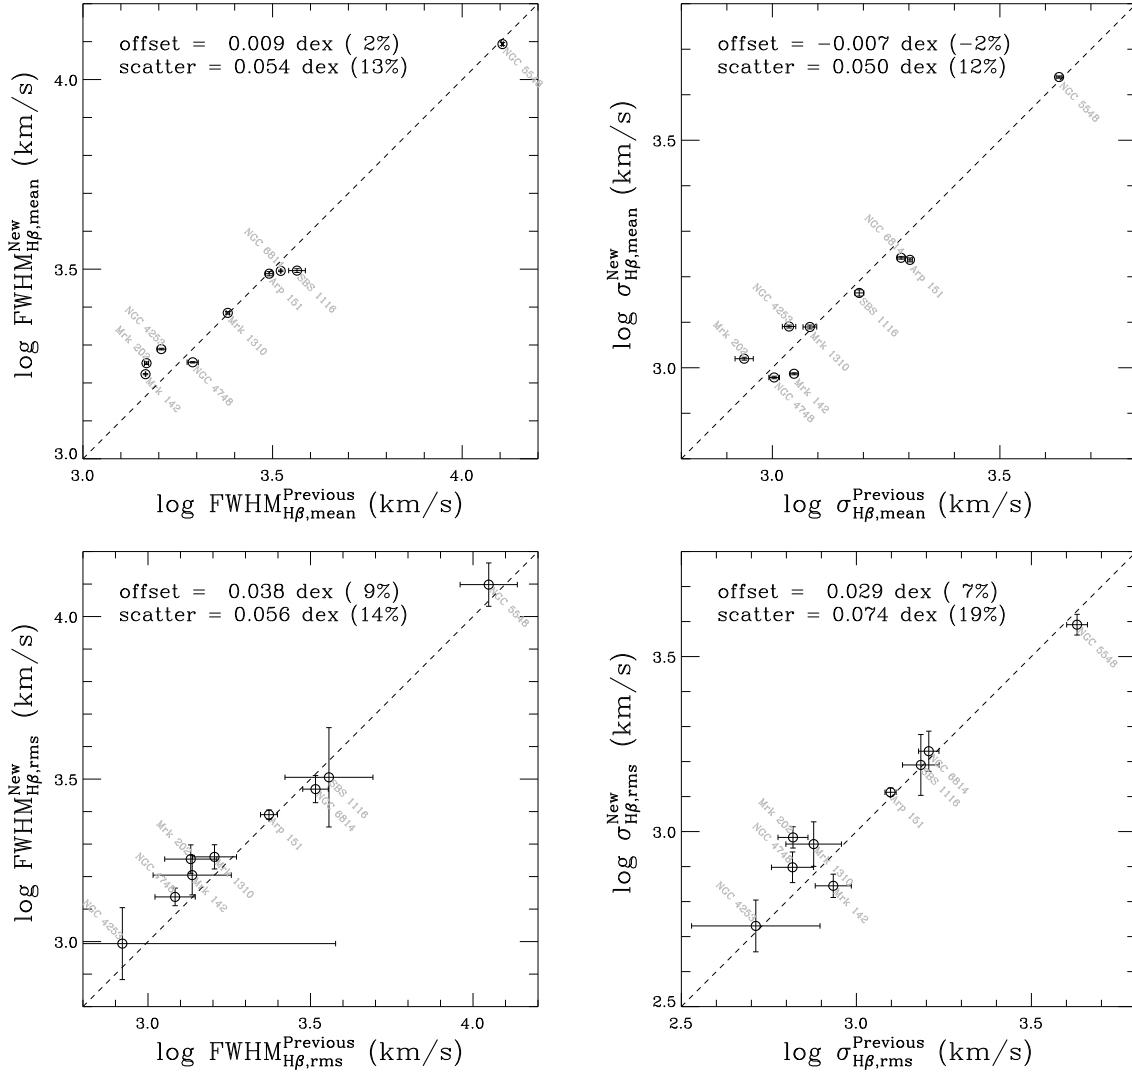 offset =  0.009 dex ( 2%)
scatter = 0.054 dex (13%)
NGC 5548
NGC 6814
SBS 1116
Arp 151
NGC 4253
Mrk 1310
Mrk 202
NGC 4748
Mrk 142
4.0
3.5
3.0
3.0
3.5
4.0
log FWHM^New_Hβ,mean (km/s)
log FWHM^Previous_Hβ,mean (km/s)
offset = −0.007 dex (−2%)
scatter = 0.050 dex (12%)
NGC 5548
NGC 6814
Arp 151
NGC 4253
SBS 1116
Mrk 202
Mrk 1310
Mrk 142
NGC 4748
3.5
3.0
3.0
3.5
log σ^New_Hβ,mean (km/s)
log σ^Previous_Hβ,mean (km/s)
offset =  0.038 dex ( 9%)
scatter = 0.056 dex (14%)
NGC 5548
SBS 1116
NGC 6814
Arp 151
Mrk 202
Mrk 1310
NGC 4748
Mrk 142
NGC 4253
4.0
3.5
3.0
3.0
3.5
4.0
log FWHM^New_Hβ,rms (km/s)
log FWHM^Previous_Hβ,rms (km/s)
offset =  0.029 dex ( 7%)
scatter = 0.074 dex (19%)
NGC 5548
NGC 6814
SBS 1116
Arp 151
Mrk 202
NGC 4748
Mrk 1310
Mrk 142
NGC 4253
3.5
3.0
2.5
2.5
3.0
3.5
log σ^New_Hβ,rms (km/s)
log σ^Previous_Hβ,rms (km/s)